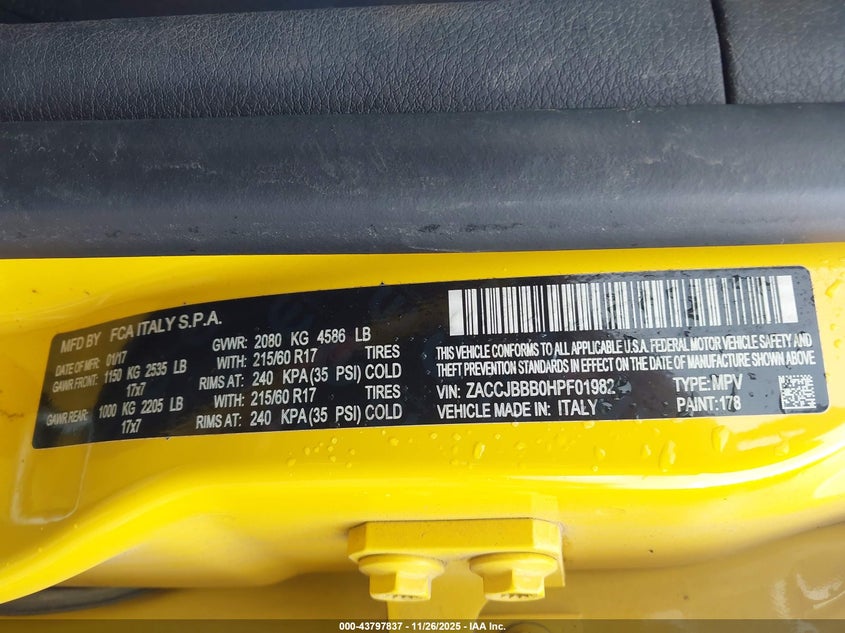 MFD BY FCA ITALY S.P.A.
DATE OF MFR: 01/17 GVWR: 2080 KG 4586 LB
GAWR FRONT: 1150 KG 2535 LB WITH: 215/60 R17 TIRES
17x7 RIMS AT: 240 KPA(35 PSI) COLD
GAWR REAR: 1000 KG 2205 LB WITH: 215/60 R17 TIRES
17x7 RIMS AT: 240 KPA(35 PSI) COLD
THIS VEHICLE CONFORMS TO ALL APPLICABLE U.S.A. FEDERAL MOTOR VEHICLE SAFETY AND
THEFT PREVENTION STANDARDS IN EFFECT ON THE DATE OF MANUFACTURE SHOWN ABOVE.
VIN: ZACCJBBB0HPF01982 TYPE: MPV
VEHICLE MADE IN: ITALY PAINT: 178
000-43797837 - 11/26/2025 - IAA Inc.